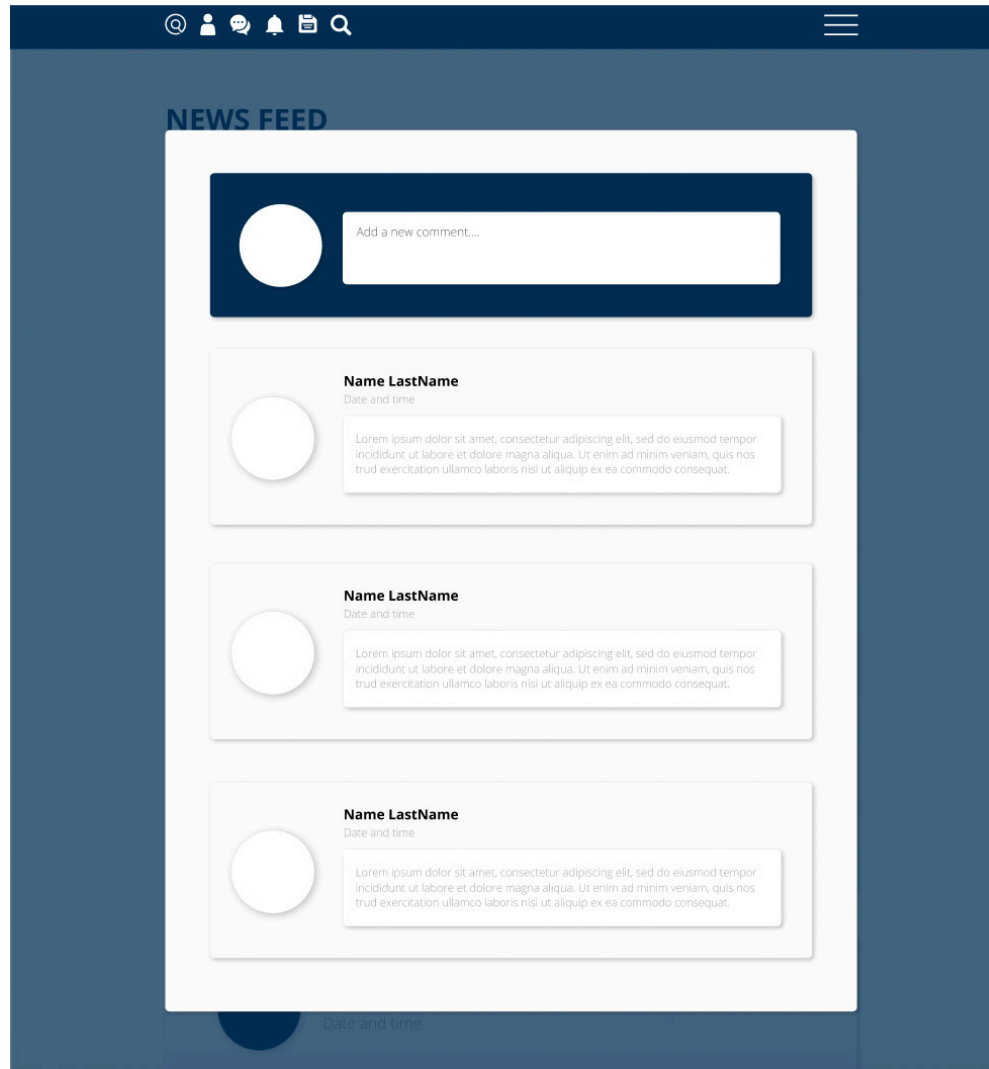 NEWS FEED
Add a new comment....
Name LastName
Date and time
Lorem ipsum dolor sit amet, consectetur adipiscing elit, sed do eiusmod tempor
incididunt ut labore et dolore magna aliqua. Ut enim ad minim veniam, quis nos
trud exercitation ullamco laboris nisi ut aliquip ex ea commodo consequat.
Name LastName
Date and time
Lorem ipsum dolor sit amet, consectetur adipiscing elit, sed do eiusmod tempor
incididunt ut labore et dolore magna aliqua. Ut enim ad minim veniam, quis nos
trud exercitation ullamco laboris nisi ut aliquip ex ea commodo consequat.
Name LastName
Date and time
Lorem ipsum dolor sit amet, consectetur adipiscing elit, sed do eiusmod tempor
incididunt ut labore et dolore magna aliqua. Ut enim ad minim veniam, quis nos
trud exercitation ullamco laboris nisi ut aliquip ex ea commodo consequat.
Date and time